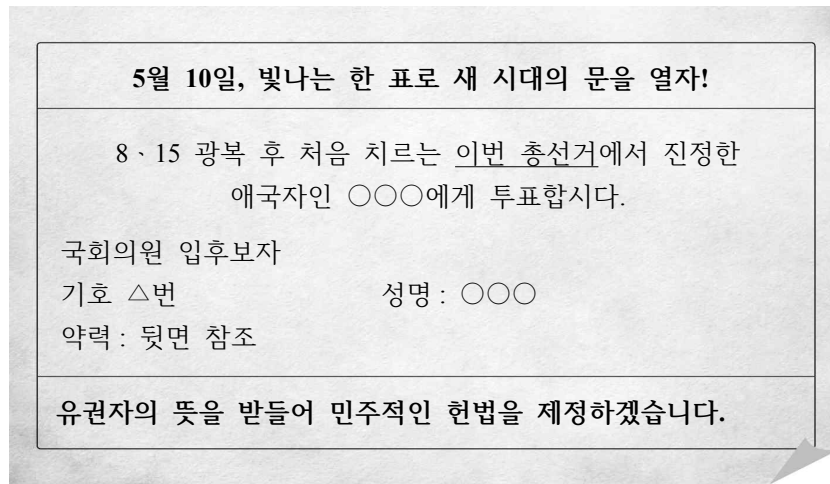 5월 10일, 빛나는 한 표로 새 시대의 문을 열자!
8 · 15 광복 후 처음 치르는 이번 총선거에서 진정한
애국자인 ○○○에게 투표합시다.
국회의원 입후보자
기호 △번 성명 : ○○○
약력 : 뒷면 참조
유권자의 뜻을 받들어 민주적인 헌법을 제정하겠습니다.